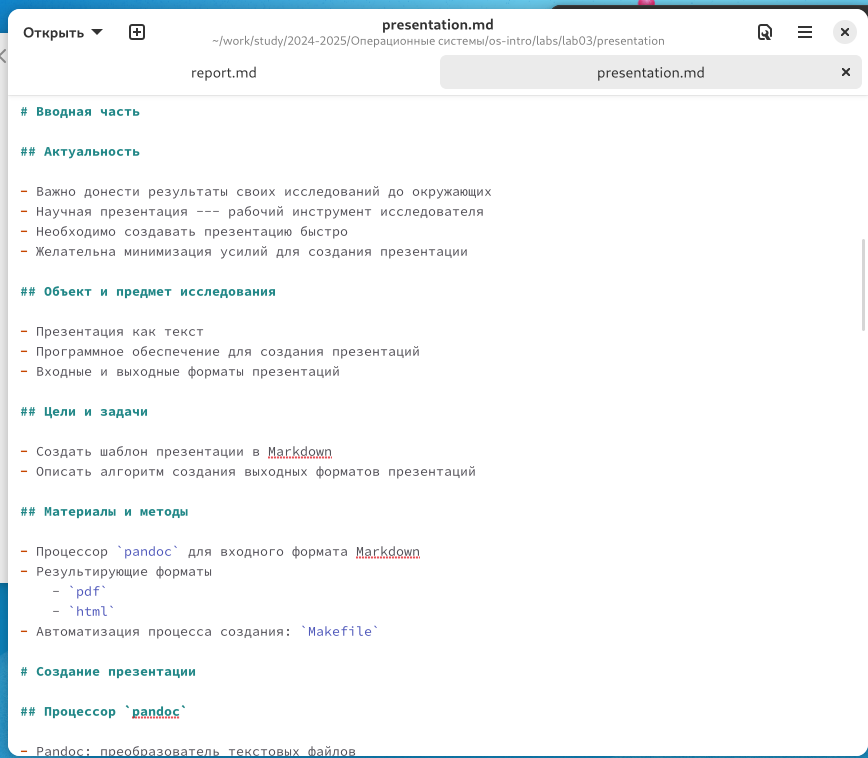 Открыть
presentation.md
~/work/study/2024-2025/Операционные системы/os-intro/labs/lab03/presentation
report.md
presentation.md
# Вводная часть
## Актуальность
- Важно донести результаты своих исследований до окружающих
- Научная презентация --- рабочий инструмент исследователя
- Необходимо создавать презентацию быстро
- Желательна минимизация усилий для создания презентации
## Объект и предмет исследования
- Презентация как текст
- Программное обеспечение для создания презентаций
- Входные и выходные форматы презентаций
## Цели и задачи
- Создать шаблон презентации в Markdown
- Описать алгоритм создания выходных форматов презентаций
## Материалы и методы
- Процессор `pandoc` для входного формата Markdown
- Результирующие форматы
- `pdf`
- `html`
- Автоматизация процесса создания: `Makefile`
# Создание презентации
## Процессор `pandoc`
- Pandoc: преобразователь текстовых файлов